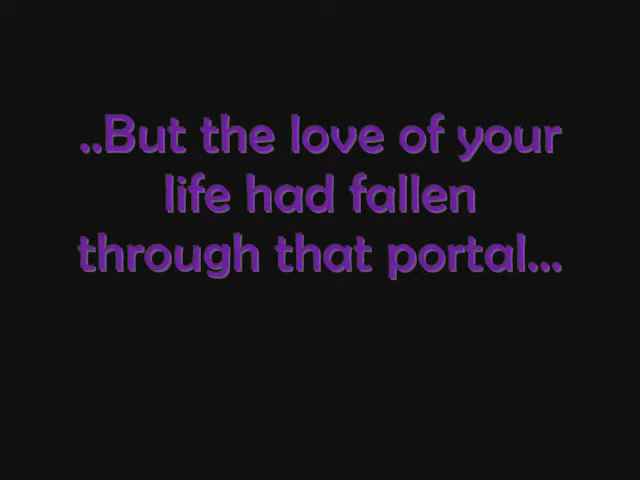 ..But the love of your
life had fallen
through that portal...